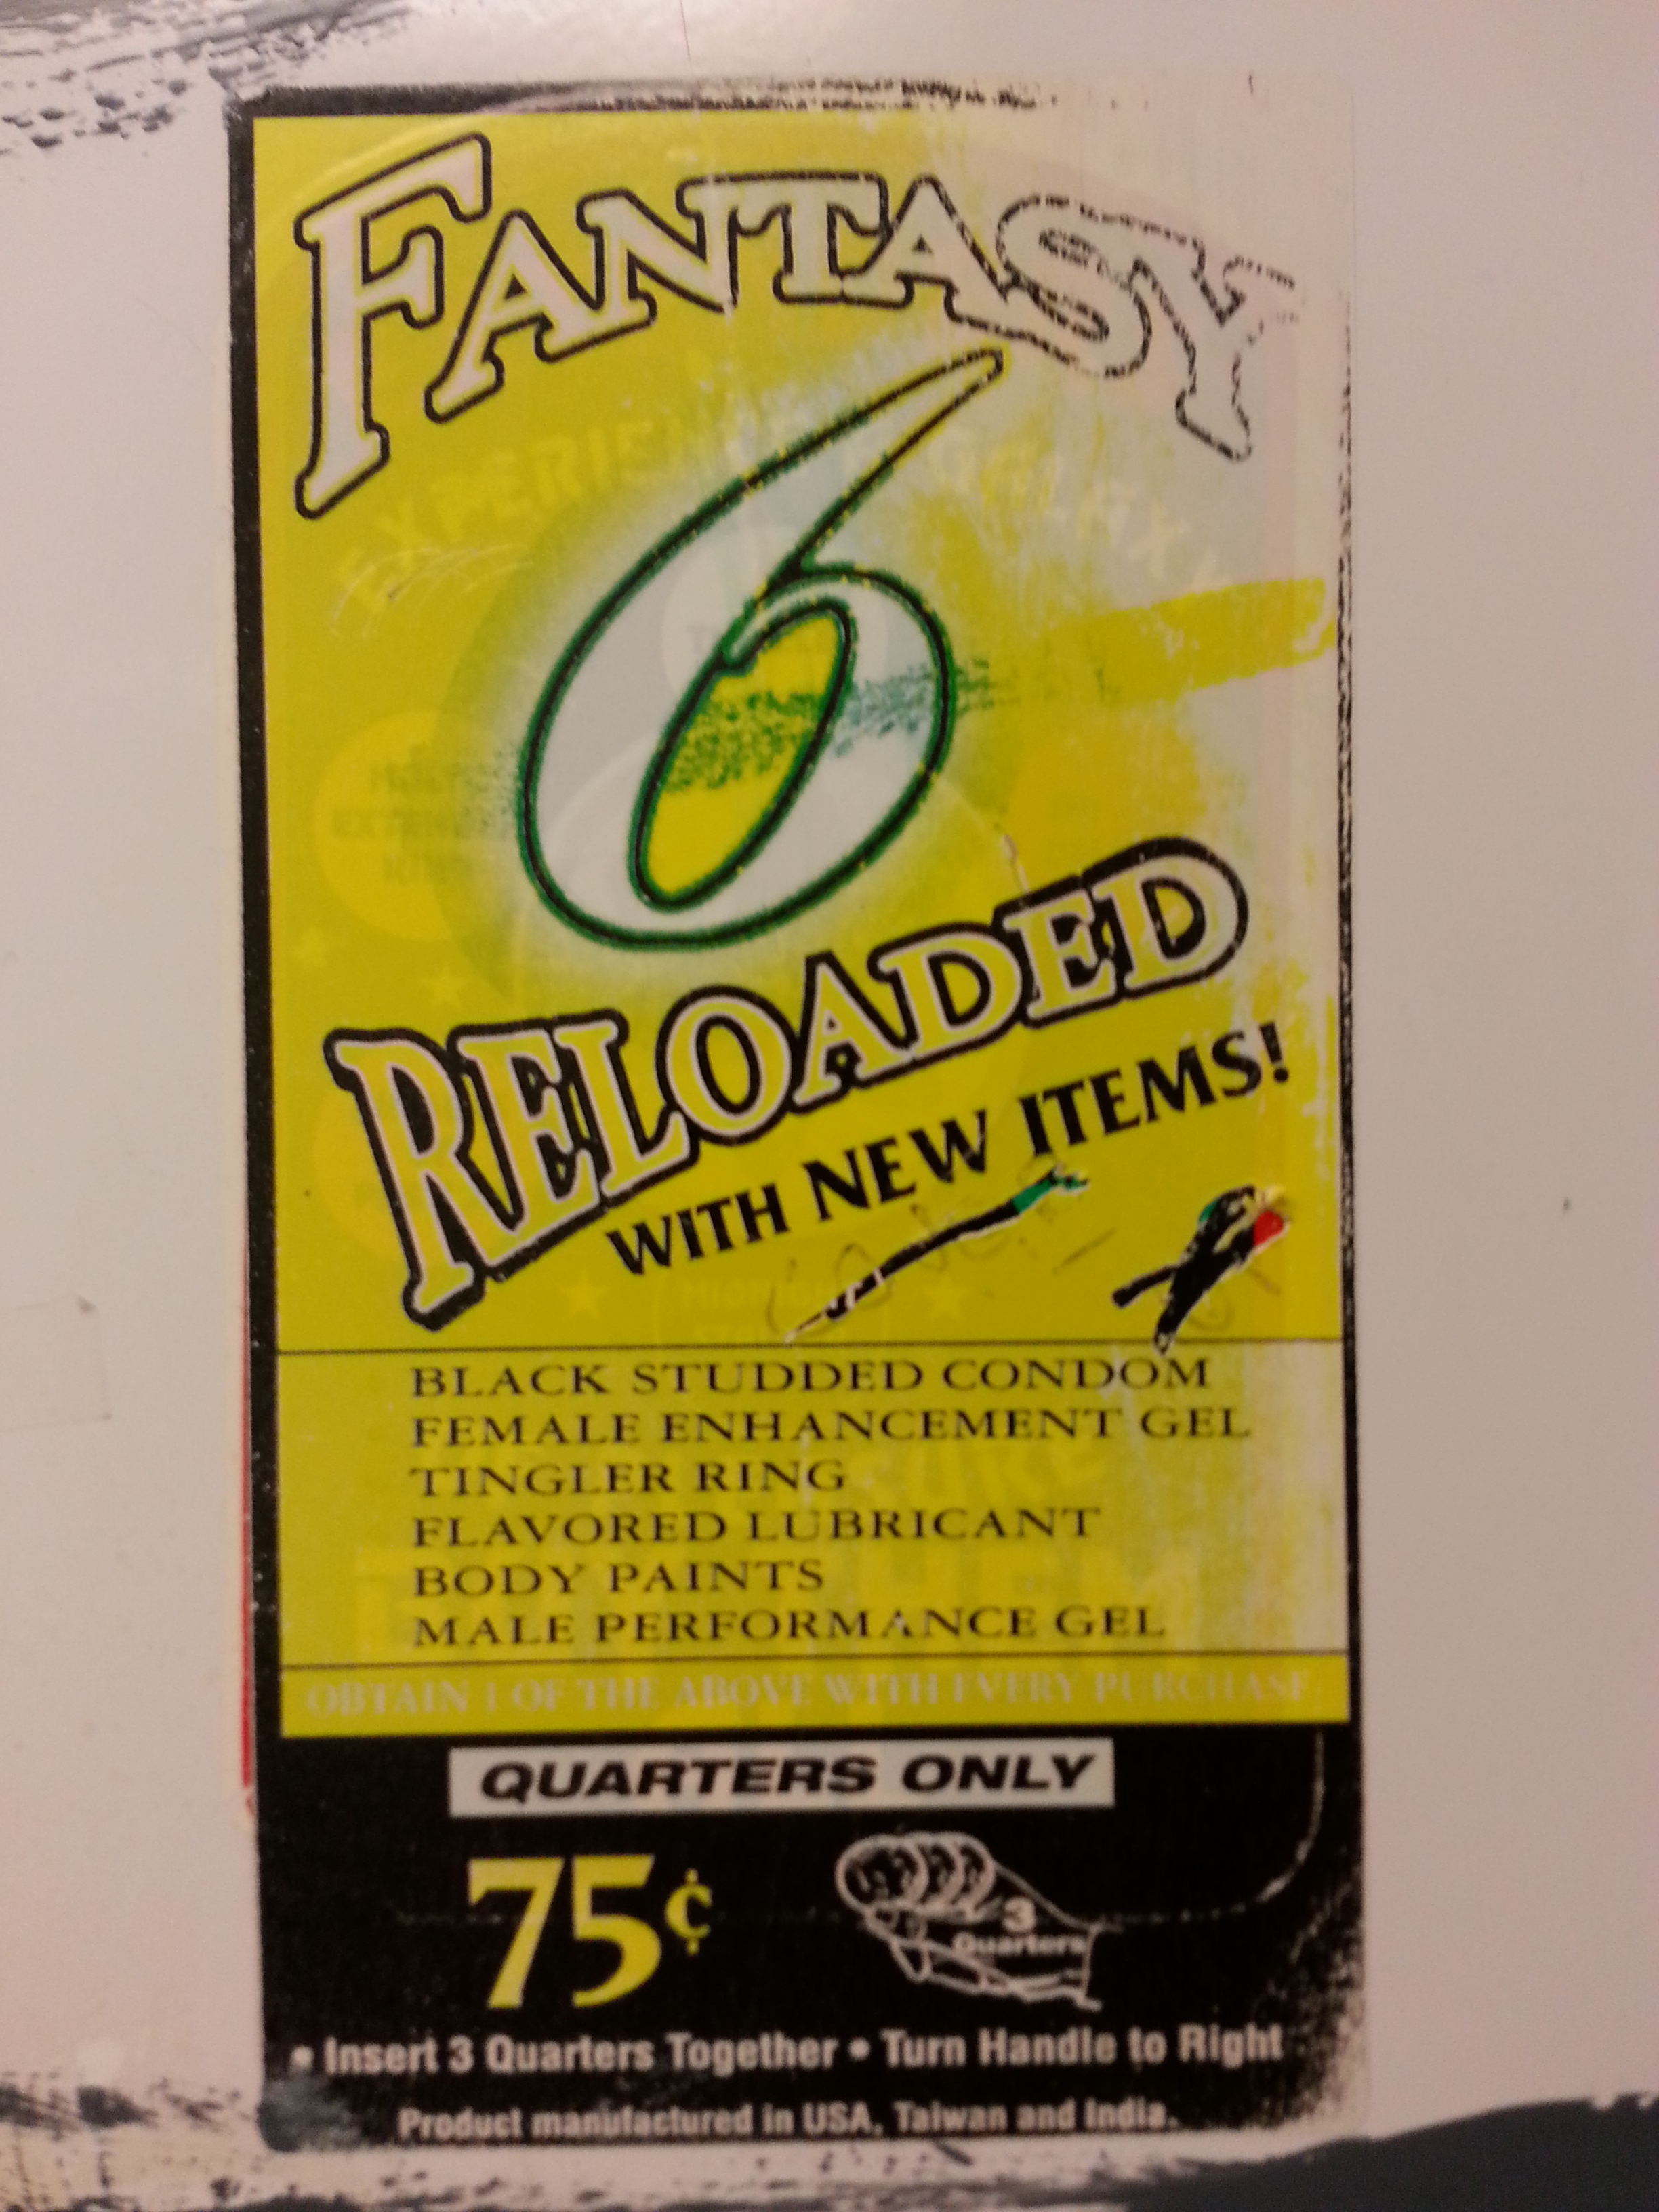 FANTASY
6
RELOADED
WITH NEW ITEMS!
BLACK STUDDED CONDOM
FEMALE ENHANCEMENT GEL
TINGLER RING
FLAVORED LUBRICANT
BODY PAINTS
MALE PERFORMANCE GEL
OBTAIN 1 OF THE ABOVE WITH EVERY PURCHASE
QUARTERS ONLY
75¢
3
Quarters
• Insert 3 Quarters Together • Turn Handle to Right
Product manufactured in USA, Taiwan and India.